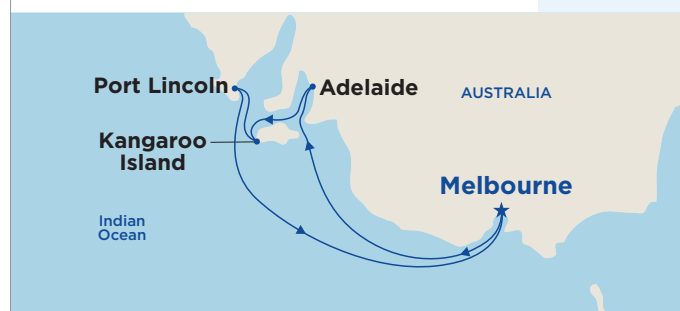 Port Lincoln
Adelaide
AUSTRALIA
Kangaroo
Island
Melbourne
Indian
Ocean